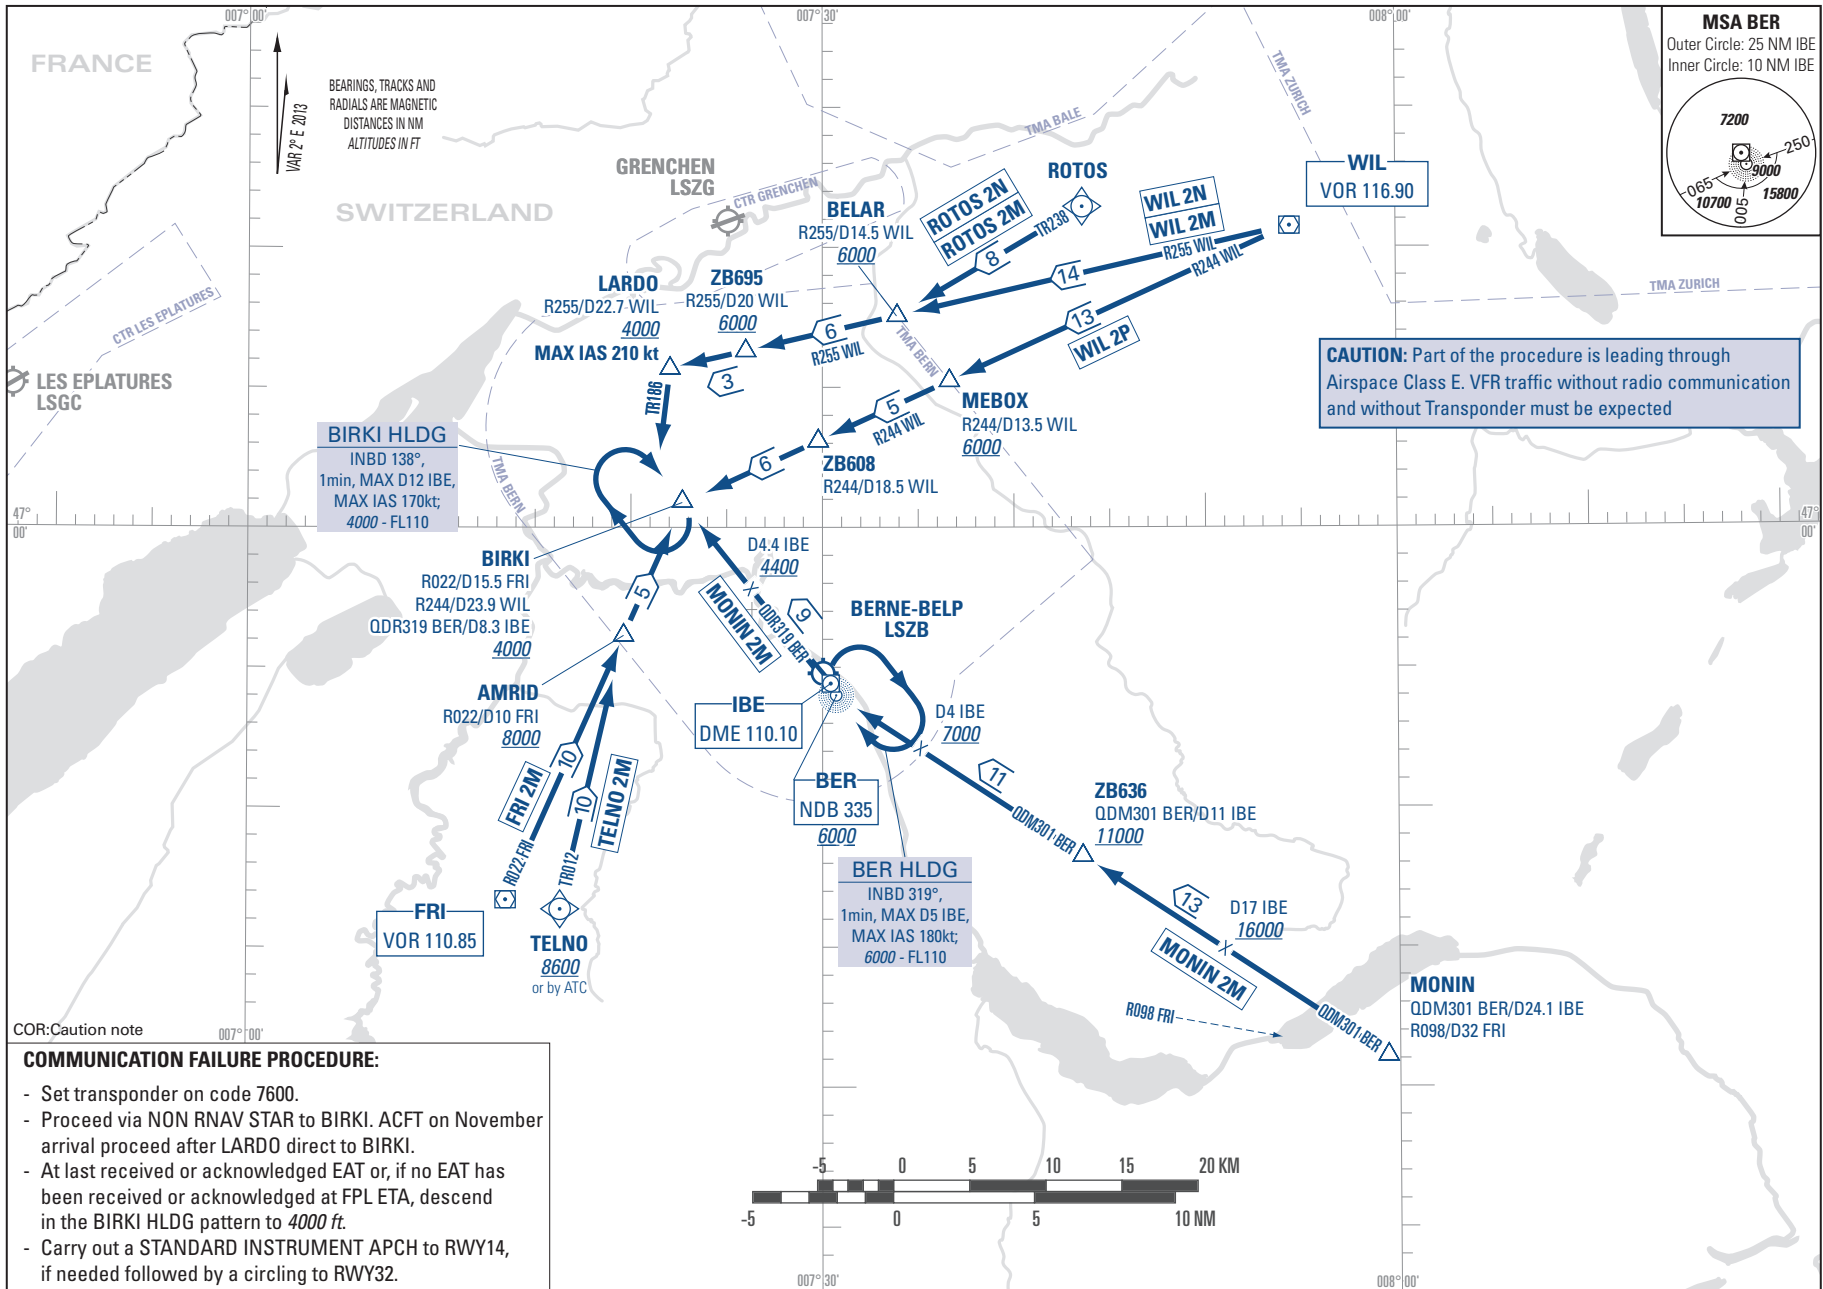 007° 00'
007° 30'
008° 00'
FRANCE
VAR 2° E 2013
BEARINGS, TRACKS AND
RADIALS ARE MAGNETIC
DISTANCES IN NM
ALTITUDES IN FT
SWITZERLAND
GRENCHEN
LSZG
CTR GRENCHEN
TMA BALE
TMA ZURICH
TMA ZURICH
MSA BER
Outer Circle: 25 NM IBE
Inner Circle: 10 NM IBE
7200
250
9000
065
10700
15800
005
WIL
VOR 116.90
ROTOS
ROTOS 2N
ROTOS 2M
TR238
8
WIL 2N
WIL 2M
R255 WIL
R244 WIL
14
13
WIL 2P
BELAR
R255/D14.5 WIL
6000
LARDO
R255/D22.7 WIL
4000
MAX IAS 210 kt
ZB695
R255/D20 WIL
6000
6
R255 WIL
3
TR186
TMA BERN
MEBOX
R244/D13.5 WIL
6000
5
R244 WIL
ZB608
R244/D18.5 WIL
6
CTR LES EPLATURES
LES EPLATURES
LSGC
CAUTION: Part of the procedure is leading through
Airspace Class E. VFR traffic without radio communication
and without Transponder must be expected
BIRKI HLDG
INBD 138°,
1min, MAX D12 IBE,
MAX IAS 170kt;
4000 - FL110
TMA BERN
47°
00'
47°
00'
BIRKI
R022/D15.5 FRI
R244/D23.9 WIL
QDR319 BER/D8.3 IBE
4000
5
D4.4 IBE
4400
9
QDR319 BER
MONIN 2M
BERNE-BELP
LSZB
AMRID
R022/D10 FRI
8000
IBE
DME 110.10
D4 IBE
7000
BER
NDB 335
6000
11
QDM301 BER
ZB636
QDM301 BER/D11 IBE
11000
BER HLDG
INBD 319°,
1min, MAX D5 IBE,
MAX IAS 180kt;
6000 - FL110
FRI 2M
10
R022 FRI
TELNO 2M
10
TR012
FRI
VOR 110.85
TELNO
8600
or by ATC
13
D17 IBE
16000
MONIN 2M
QDM301 BER
R098 FRI
MONIN
QDM301 BER/D24.1 IBE
R098/D32 FRI
COR:Caution note
007° 00'
COMMUNICATION FAILURE PROCEDURE:
- Set transponder on code 7600.
- Proceed via NON RNAV STAR to BIRKI. ACFT on November
arrival proceed after LARDO direct to BIRKI.
- At last received or acknowledged EAT or, if no EAT has
been received or acknowledged at FPL ETA, descend
in the BIRKI HLDG pattern to 4000 ft.
- Carry out a STANDARD INSTRUMENT APCH to RWY14,
if needed followed by a circling to RWY32.
-5 0 5 10 15 20 KM
-5 0 5 10 NM
007° 30'
008° 00'